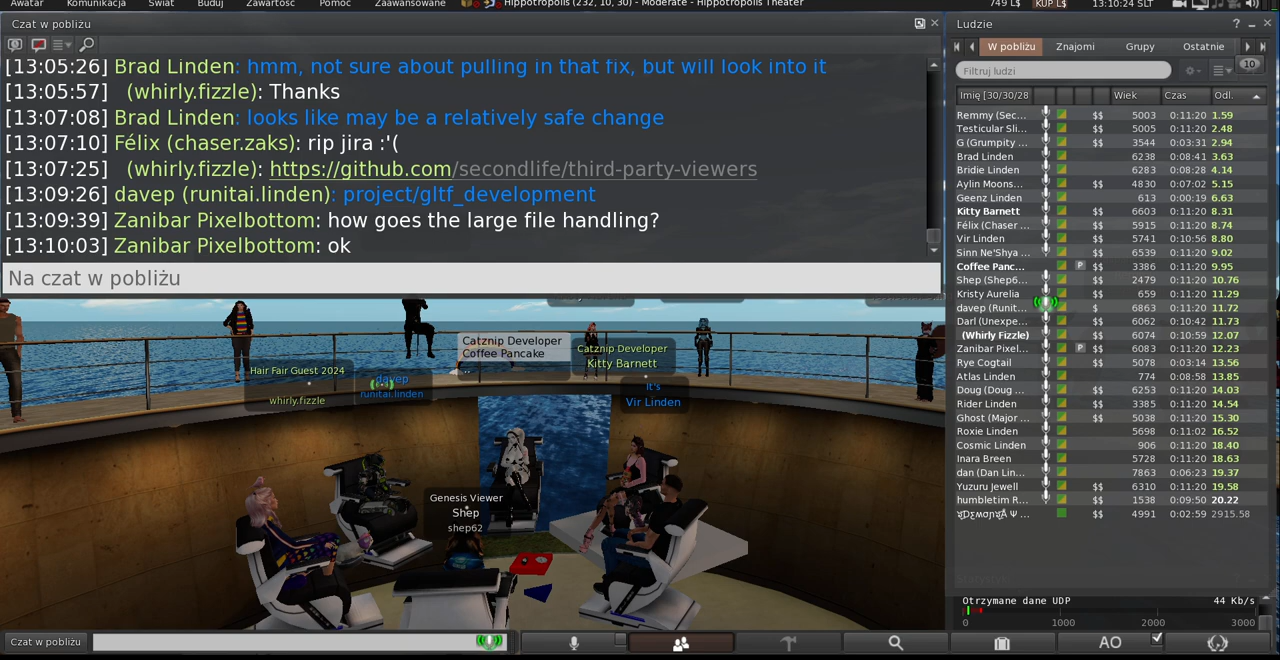 Awatar Komunikacja Świat Buduj Zawartość Pomoc Zaawansowane Hippotropolis (232, 10, 30) - Moderate - Hippotropolis Theater 749 L$ KUP L$ 13:10:24 SLT
Czat w pobliżu
[13:05:26] Brad Linden: hmm, not sure about pulling in that fix, but will look into it
[13:05:57] (whirly.fizzle): Thanks
[13:07:08] Brad Linden: looks like may be a relatively safe change
[13:07:10] Félix (chaser.zaks): rip jira :'(
[13:07:25] (whirly.fizzle): https://github.com/secondlife/third-party-viewers
[13:09:26] davep (runitai.linden): project/gltf_development
[13:09:39] Zanibar Pixelbottom: how goes the large file handling?
[13:10:03] Zanibar Pixelbottom: ok
Na czat w pobliżu
Catznip Developer
Coffee Pancake
Catznip Developer
Kitty Barnett
Hair Fair Guest 2024
whirly.fizzle
davep
runitai.linden
It's
Vir Linden
Genesis Viewer
Shep
shep62
Czat w pobliżu
AO
Ludzie
W pobliżu Znajomi Grupy Ostatnie
Filtruj ludzi
10
Imię [30/30/28 Wiek Czas Odl.
Remmy (Sec... $$ 5003 0:11:20 1.59
Testicular Sli... $$ 5005 0:11:20 2.48
G (Grumpity ... $$ 3544 0:03:31 2.94
Brad Linden 6238 0:08:41 3.63
Bridie Linden 6283 0:08:28 4.14
Aylin Moons... $$ 4830 0:07:02 5.15
Geenz Linden 613 0:00:19 6.63
Kitty Barnett $$ 6603 0:11:20 8.31
Félix (Chaser ... $$ 5915 0:11:20 8.74
Vir Linden 5741 0:10:56 8.80
Sinn Ne'Shya ... $$ 6539 0:11:20 9.02
Coffee Panc... P $$ 3386 0:11:20 9.95
Shep (Shep6... $$ 2479 0:11:20 10.76
Kristy Aurelia $$ 659 0:11:20 11.29
davep (Runit... $ 6863 0:11:20 11.72
Darl (Unexpe... $$ 6062 0:10:42 11.73
(Whirly Fizzle) $$ 6074 0:10:59 12.07
Zanibar Pixel... P $$ 6083 0:11:20 12.23
Rye Cogtail $$ 5078 0:03:14 13.56
Atlas Linden 774 0:08:58 13.85
Doug (Doug ... $$ 6253 0:11:20 14.03
Rider Linden $$ 3385 0:11:20 14.54
Ghost (Major ... $$ 5038 0:11:20 15.30
Roxie Linden 5698 0:11:02 16.52
Cosmic Linden 906 0:11:20 18.40
Inara Breen $$ 5728 0:11:20 18.63
dan (Dan Lin... 7863 0:06:23 19.37
Yuzuru Jewell $$ 6310 0:11:20 19.58
humbletim R... $$ 1538 0:09:50 20.22
$$ 4991 0:02:59 2915.58
Otrzymane dane UDP 44 Kb/s
0 1000 2000 3000